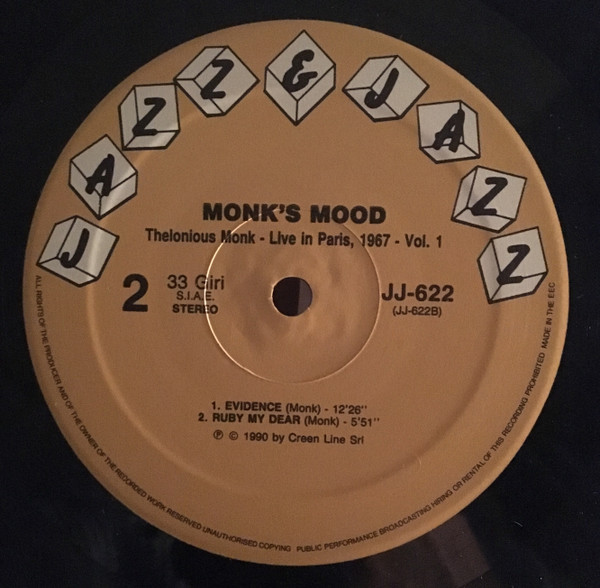 JAZZ & JAZZ
MONK'S MOOD
Thelonious Monk - Live in Paris, 1967 - Vol. 1
2
33 Giri
S.I.A.E.
STEREO
JJ-622
(JJ-622B)
1. EVIDENCE (Monk) - 12'26"
2. RUBY MY DEAR (Monk) - 5'51"
℗ © 1990 by Creen Line Srl
ALL RIGHTS OF THE PRODUCER AND OF THE OWNER OF THE RECORDED WORK RESERVED UNAUTHORISED COPYING PUBLIC PERFORMANCE BROADCASTING HIRING OR RENTAL OF THIS RECORDING PROHIBITED MADE IN THE EEC